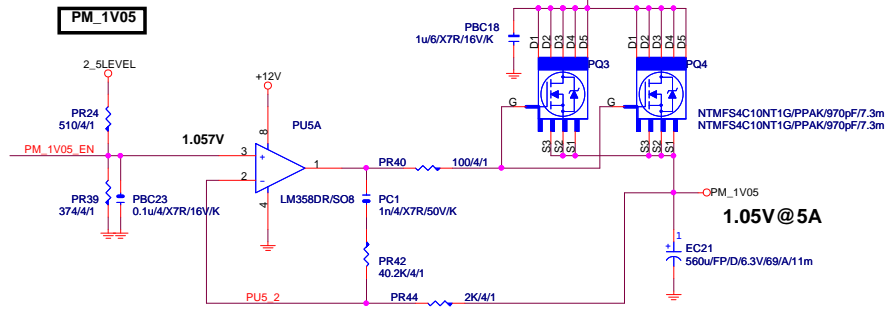 PM_1V05
PBC18
1u/6/X7R/16V/K
D1
D2
D3
D4
D5
D1
D2
D3
D4
D5
PQ3
PQ4
2_5LEVEL
+12V
G
G
NTMFS4C10NT1G/PPAK/970pF/7.3m
NTMFS4C10NT1G/PPAK/970pF/7.3m
PR24
510/4/1
PU5A
8
S3
S2
S1
S3
S2
S1
1.057V
PM_1V05_EN
3
+
1
PR40
100/4/1
2
-
PR39
374/4/1
PBC23
0.1u/4/X7R/16V/K
4
LM358DR/SO8
PC1
1n/4/X7R/50V/K
PM_1V05
1.05V@5A
1
+
EC21
560u/FP/D/6.3V/69/A/11m
PR42
40.2K/4/1
PU5_2
PR44
2K/4/1